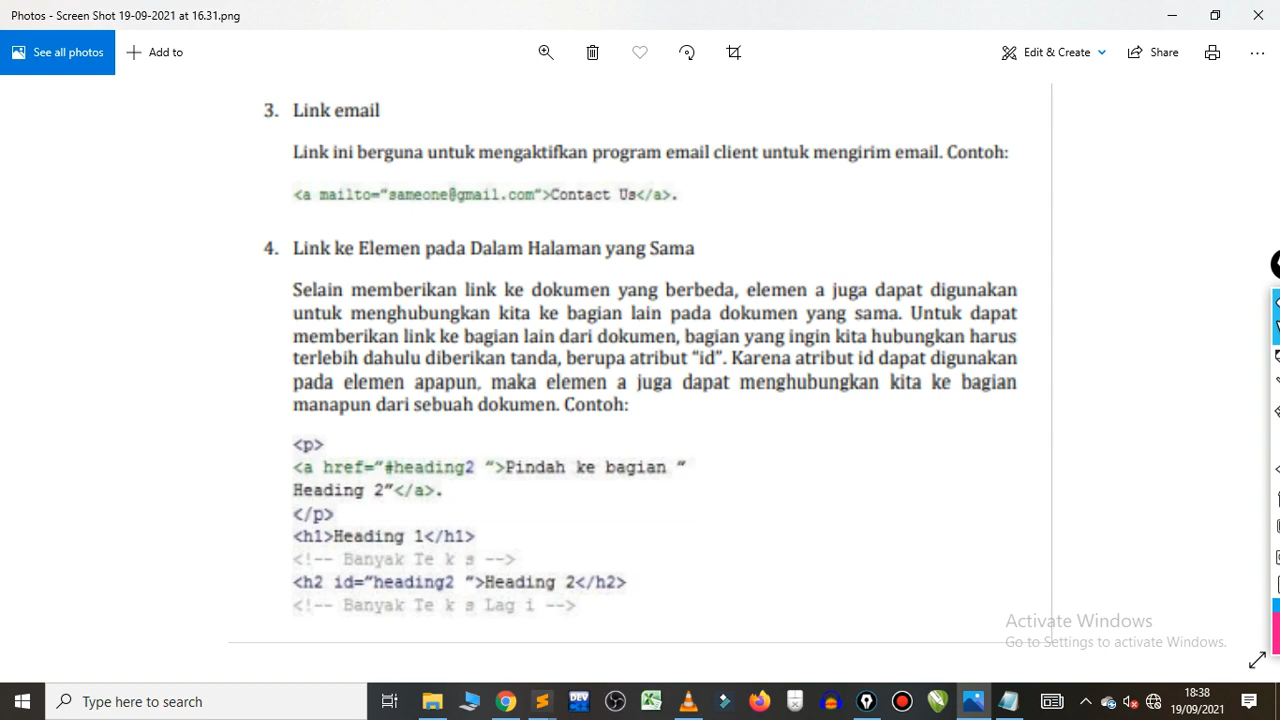 Photos - Screen Shot 19-09-2021 at 16.31.png
See all photos
Add to
Edit & Create
Share
3. Link email
Link ini berguna untuk mengaktifkan program email client untuk mengirim email. Contoh:
<a mailto="sameone@gmail.com">Contact Us</a>.
4. Link ke Elemen pada Dalam Halaman yang Sama
Selain memberikan link ke dokumen yang berbeda, elemen a juga dapat digunakan
untuk menghubungkan kita ke bagian lain pada dokumen yang sama. Untuk dapat
memberikan link ke bagian lain dari dokumen, bagian yang ingin kita hubungkan harus
terlebih dahulu diberikan tanda, berupa atribut "id". Karena atribut id dapat digunakan
pada elemen apapun, maka elemen a juga dapat menghubungkan kita ke bagian
manapun dari sebuah dokumen. Contoh:
<p>
<a href="#heading2 ">Pindah ke bagian "
Heading 2"</a>.
</p>
<h1>Heading 1</h1>
<!-- Banyak Te k s -->
<h2 id="heading2 ">Heading 2</h2>
<!-- Banyak Te k s Lag i -->
Activate Windows
Go to Settings to activate Windows.
Type here to search
DEV
18:38
19/09/2021